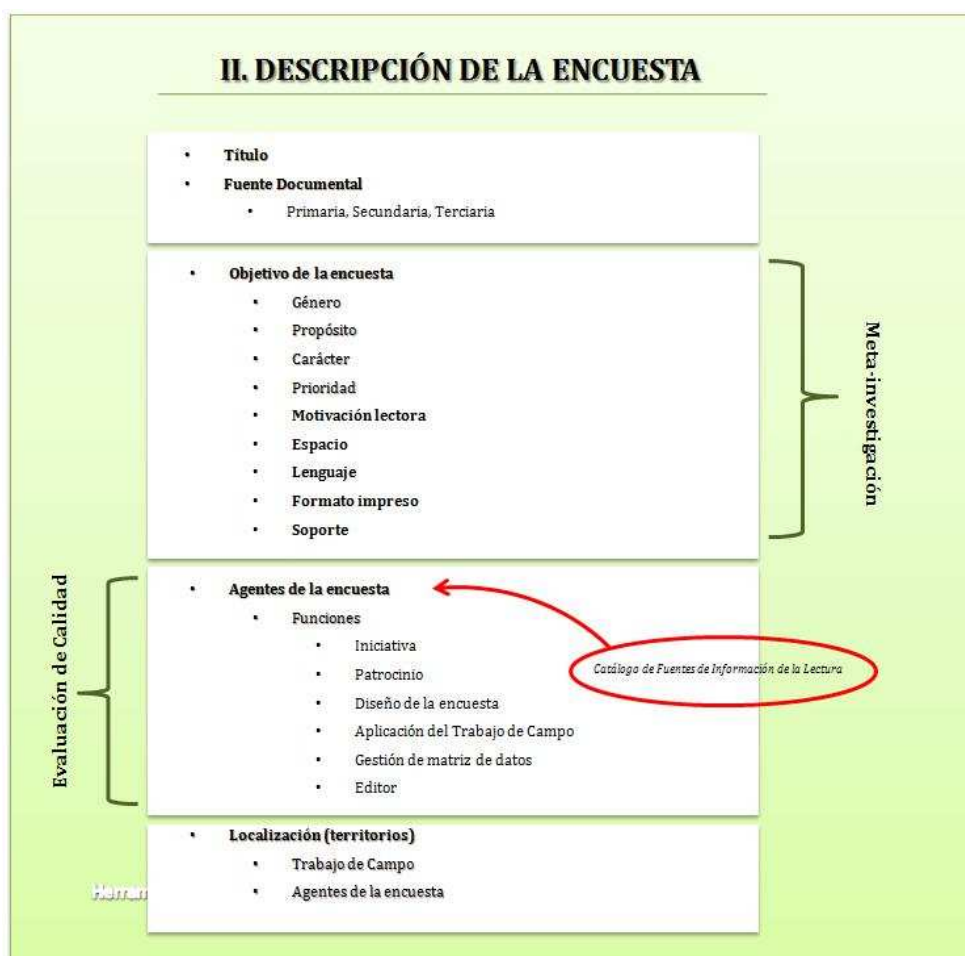 II. DESCRIPCIÓN DE LA ENCUESTA
• Título
• Fuente Documental
• Primaria, Secundaria, Terciaria
• Objetivo de la encuesta
• Género
• Propósito
• Carácter
• Prioridad
• Motivación lectora
• Espacio
• Lenguaje
• Formato impreso
• Soporte
Meta-investigación
• Agentes de la encuesta
• Funciones
• Iniciativa
• Patrocinio
• Diseño de la encuesta
• Aplicación del Trabajo de Campo
• Gestión de matriz de datos
• Editor
Evaluación de Calidad
Catálogo de Fuentes de Información de la Lectura
• Localización (territorios)
• Trabajo de Campo
• Agentes de la encuesta